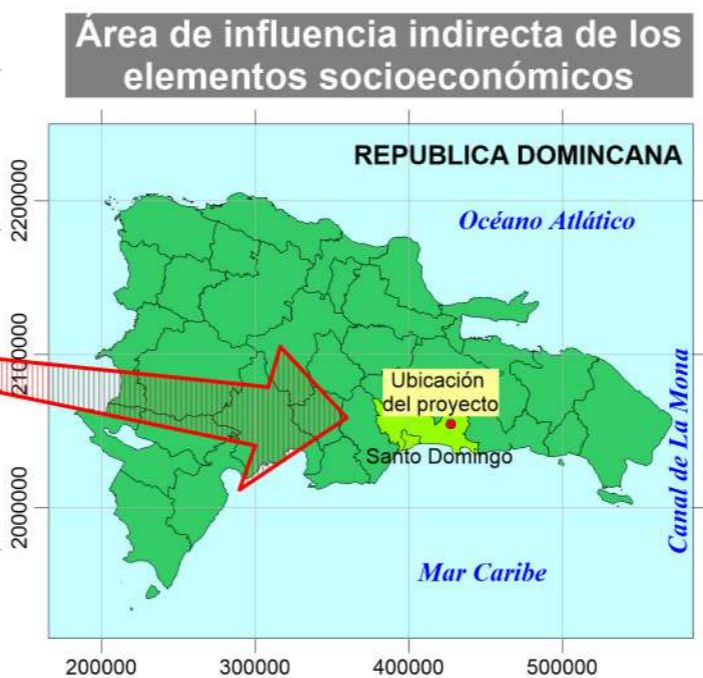 Área de influencia indirecta de los
elementos socioeconómicos
REPUBLICA DOMINCANA
Océano Atlático
2200000
2100000
2000000
Ubicación
del proyecto
Santo Domingo
Canal de La Mona
Mar Caribe
200000
300000
400000
500000